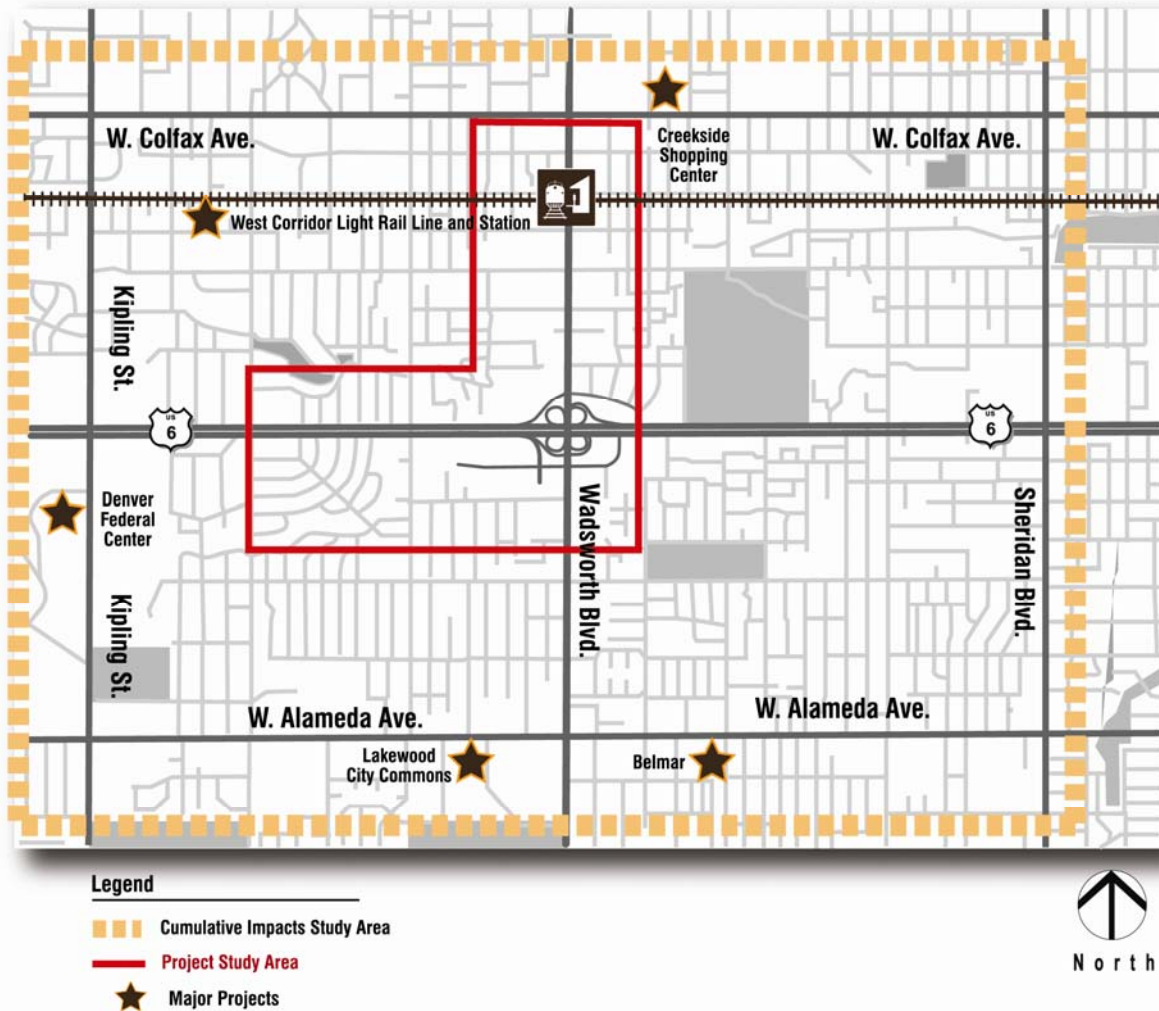 W. Colfax Ave.
Creekside
Shopping
Center
W. Colfax Ave.
West Corridor Light Rail Line and Station
Kipling St.
US
6
US
6
Denver
Federal
Center
Wadsworth Blvd.
Sheridan Blvd.
Kipling St.
W. Alameda Ave.
W. Alameda Ave.
Lakewood
City Commons
Belmar
Legend
Cumulative Impacts Study Area
Project Study Area
Major Projects
North